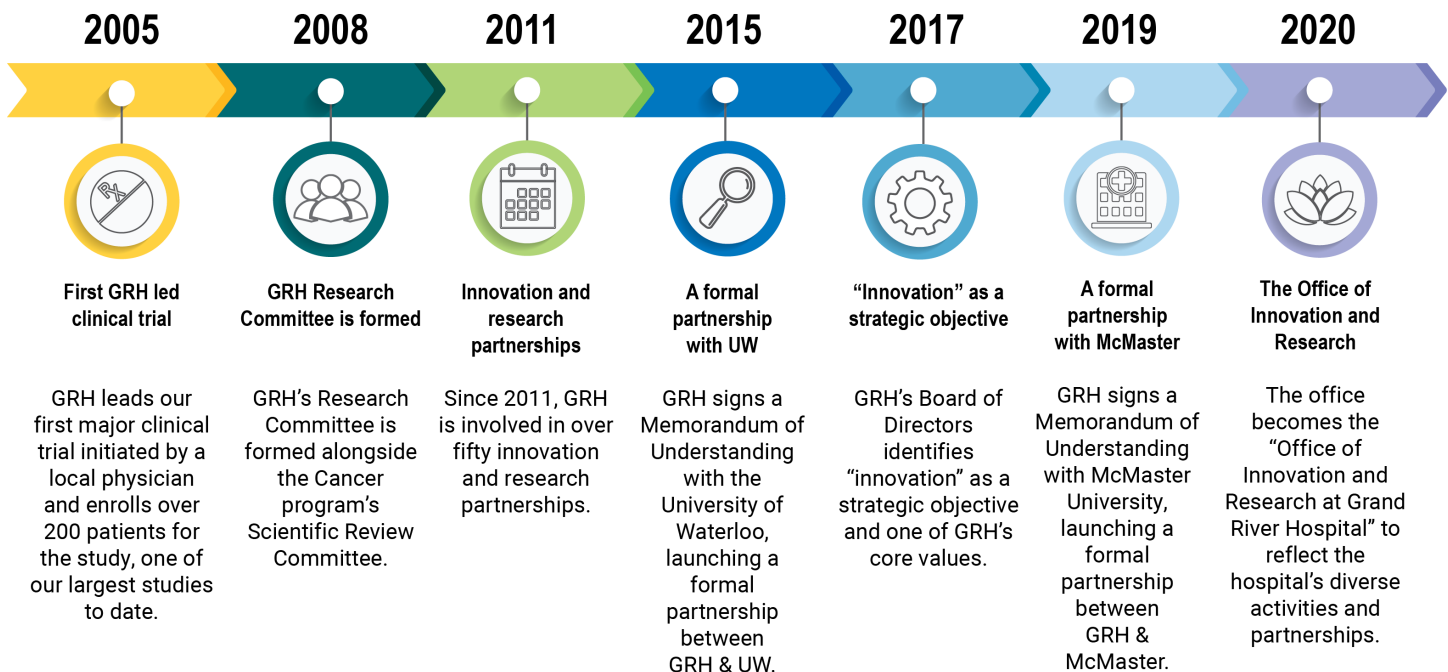 2005
2008
2011
2015
2017
2019
2020
Rx
First GRH led
clinical trial
GRH leads our
first major clinical
trial initiated by a
local physician
and enrolls over
200 patients for
the study, one of
our largest studies
to date.
GRH Research
Committee is formed
GRH’s Research
Committee is
formed alongside
the Cancer
program’s
Scientific Review
Committee.
Innovation and
research
partnerships
Since 2011, GRH
is involved in over
fifty innovation
and research
partnerships.
A formal
partnership
with UW
GRH signs a
Memorandum of
Understanding
with the
University of
Waterloo,
launching a
formal
partnership
between
GRH & UW.
“Innovation” as a
strategic objective
GRH’s Board of
Directors
identifies
“innovation” as a
strategic objective
and one of GRH’s
core values.
A formal
partnership
with McMaster
GRH signs a
Memorandum of
Understanding
with McMaster
University,
launching a
formal
partnership
between
GRH &
McMaster.
The Office of
Innovation and
Research
The office
becomes the
“Office of
Innovation and
Research at Grand
River Hospital” to
reflect the
hospital’s diverse
activities and
partnerships.